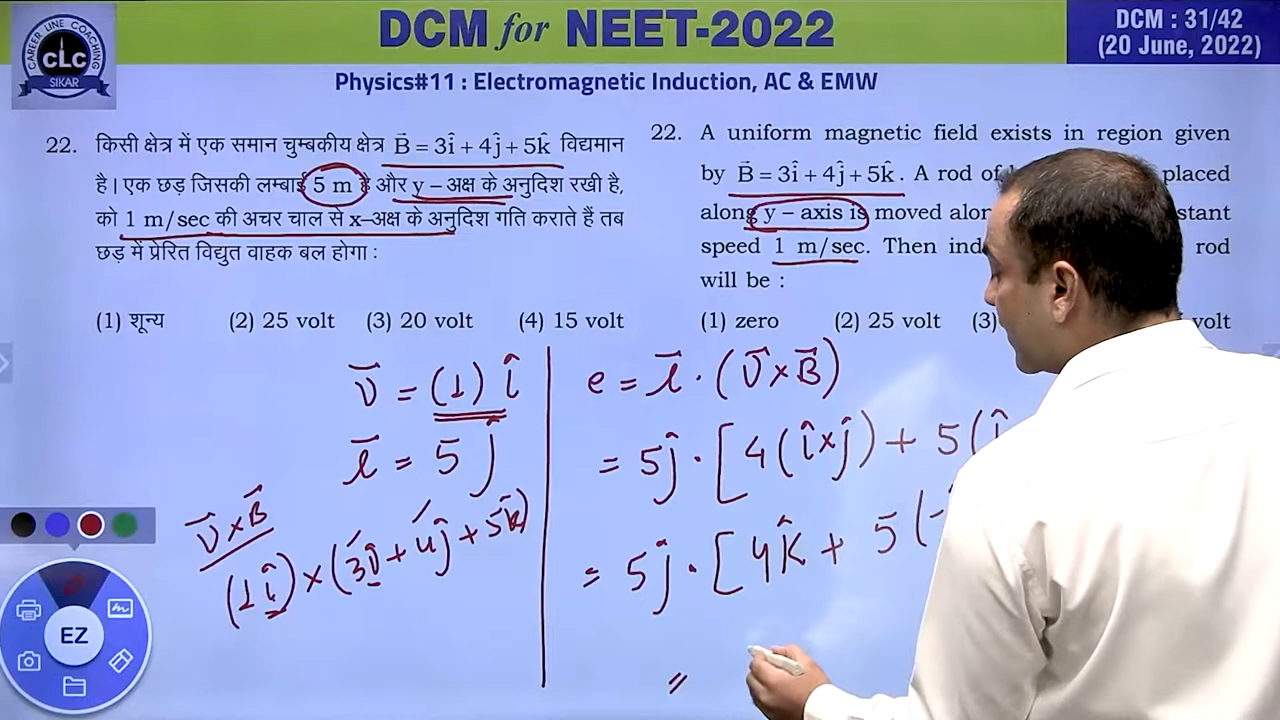 CAREER LINE COACHING
CLC
SIKAR
DCM for NEET-2022
DCM : 31/42
(20 June, 2022)
Physics#11 : Electromagnetic Induction, AC & EMW
22. किसी क्षेत्र में एक समान चुम्बकीय क्षेत्र B⃗ = 3î + 4ĵ + 5k̂ विद्यमान
है। एक छड़ जिसकी लम्बाई 5 m है और y – अक्ष के अनुदिश रखी है,
को 1 m/sec की अचर चाल से x–अक्ष के अनुदिश गति कराते हैं तब
छड़ में प्रेरित विद्युत वाहक बल होगा :
(1) शून्य (2) 25 volt (3) 20 volt (4) 15 volt
22. A uniform magnetic field exists in region given
by B⃗ = 3î + 4ĵ + 5k̂ . A rod of placed
along y – axis is moved
speed 1 m/sec. Then rod
will be :
(1) zero (2) 25 volt (3) volt
v⃗ = (1) î
l⃗ = 5 ĵ
v⃗ × B⃗
(1î) × (3î + 4ĵ + 5k̂)
e = l⃗ · (v⃗ × B⃗)
= 5ĵ · [4(î×ĵ) + 5(î
= 5ĵ · [4k̂ + 5(-
=
EZ